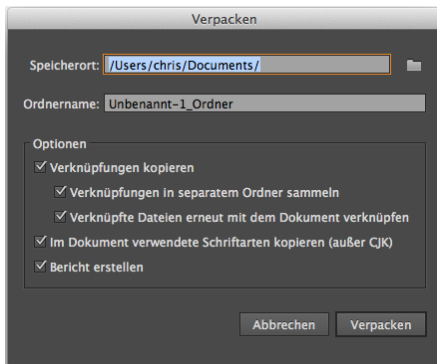 Verpacken
Speicherort: /Users/chris/Documents/
Ordnername: Unbenannt-1_Ordner
Optionen
Verknüpfungen kopieren
Verknüpfungen in separatem Ordner sammeln
Verknüpfte Dateien erneut mit dem Dokument verknüpfen
Im Dokument verwendete Schriftarten kopieren (außer CJK)
Bericht erstellen
Abbrechen Verpacken